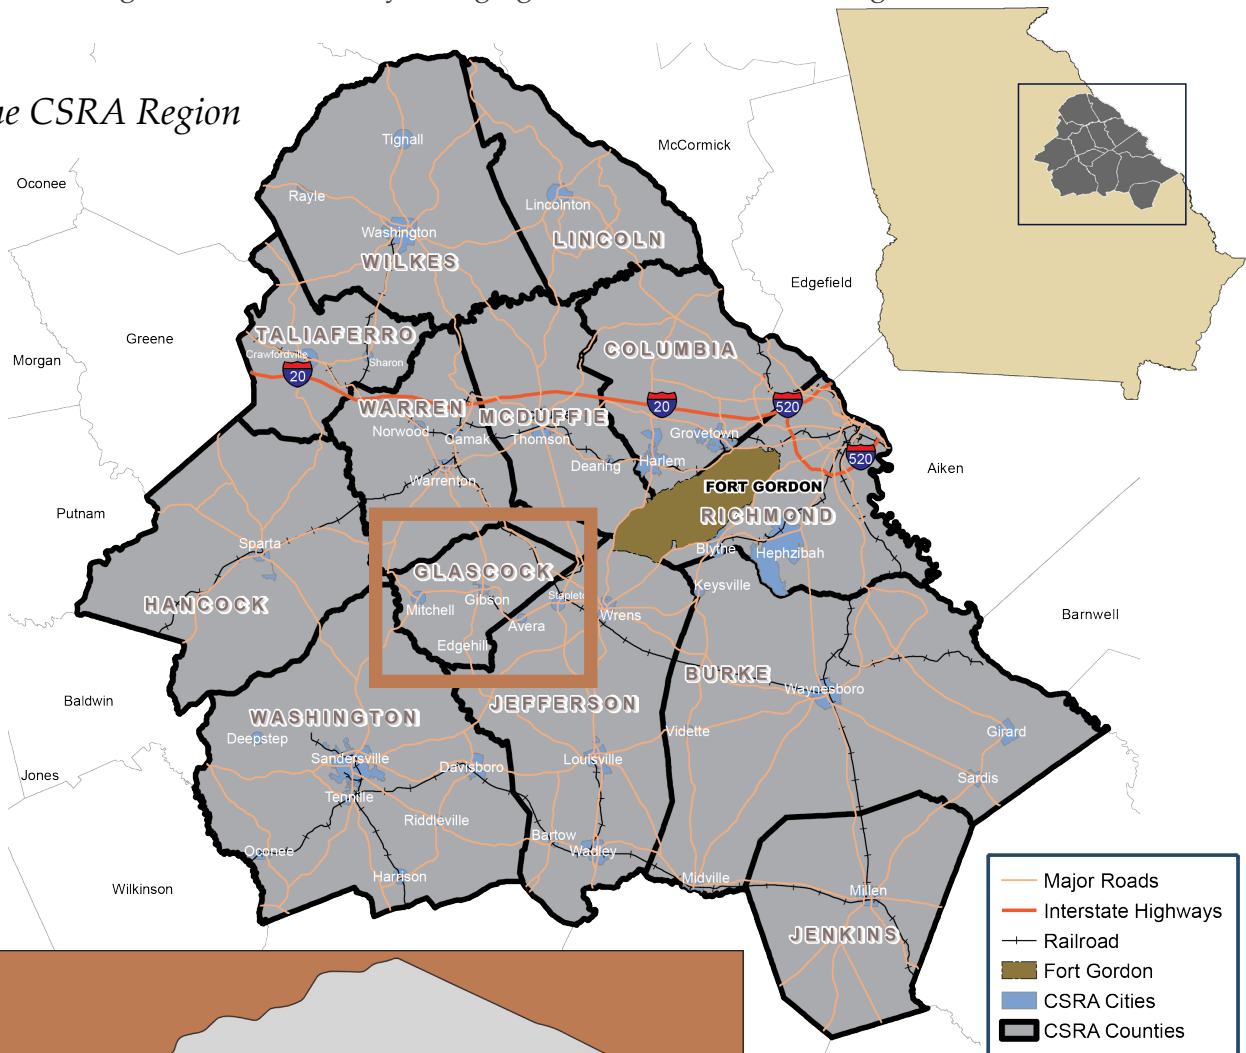 CSRA Region
McCormick
Tignall
Oconee
Rayle
Lincolnton
Washington
LINCOLN
WILKES
Edgefield
Greene
TALIAFERRO
COLUMBIA
Crawfordville
Morgan
Sharon
20
20
520
WARREN
MCDUFFIE
Norwood
Camak
Thomson
Grovetown
520
Dearing
Harlem
Aiken
Warrenton
FORT GORDON
Putnam
RICHMOND
Sparta
Blythe
Hephzibah
GLASCOCK
Keysville
HANCOCK
Mitchell
Gibson
Wrens
Barnwell
Avera
Edgehill
BURKE
Waynesboro
Baldwin
JEFFERSON
WASHINGTON
Vidette
Girard
Deepstep
Sandersville
Louisville
Davisboro
Jones
Sardis
Tennille
Riddleville
Bartow
Oconee
Wadley
Harrison
Midville
Wilkinson
Millen
JENKINS
Major Roads
Interstate Highways
Railroad
Fort Gordon
CSRA Cities
CSRA Counties